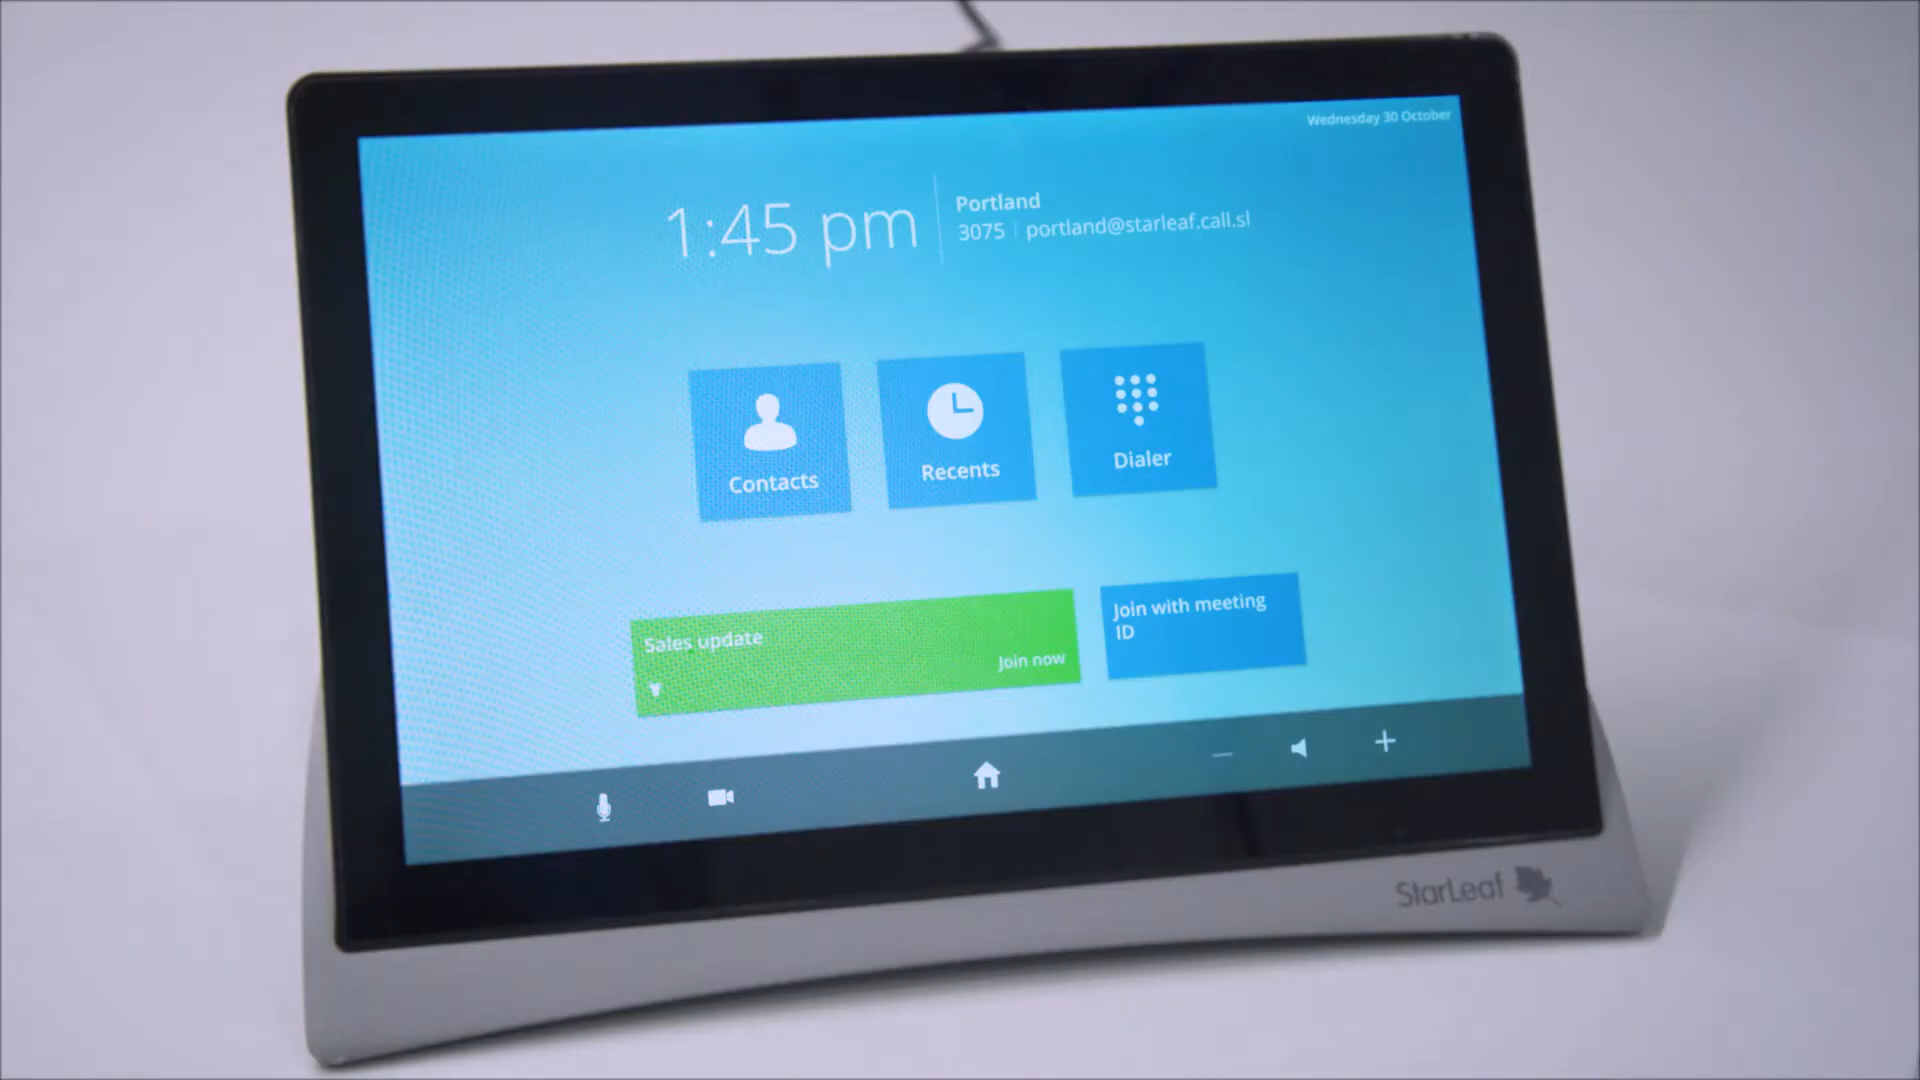 Wednesday 30 October
1:45 pm
Portland
3075 | portland@starleaf.call.sl
Contacts
Recents
Dialer
Sales update
Join now
Join with meeting
ID
StarLeaf